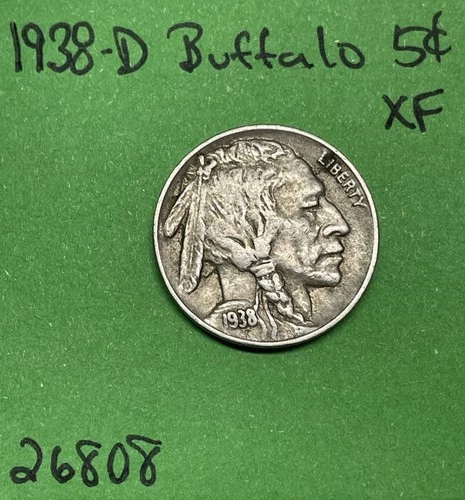 1938-D Buffalo 5¢
XF
LIBERTY
1938
26808